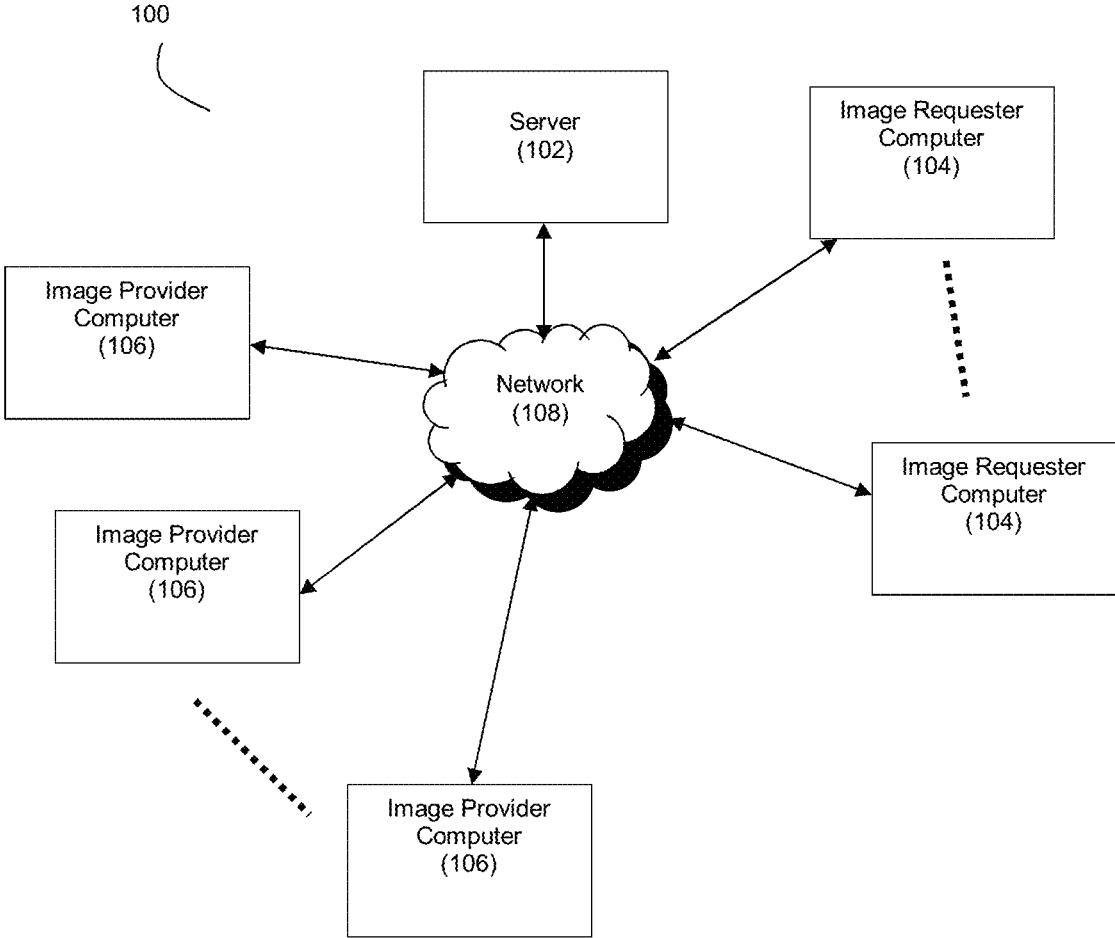 100
Server
(102)
Image Requester
Computer
(104)
Image Provider
Computer
(106)
Network
(108)
Image Requester
Computer
(104)
Image Provider
Computer
(106)
Image Provider
Computer
(106)